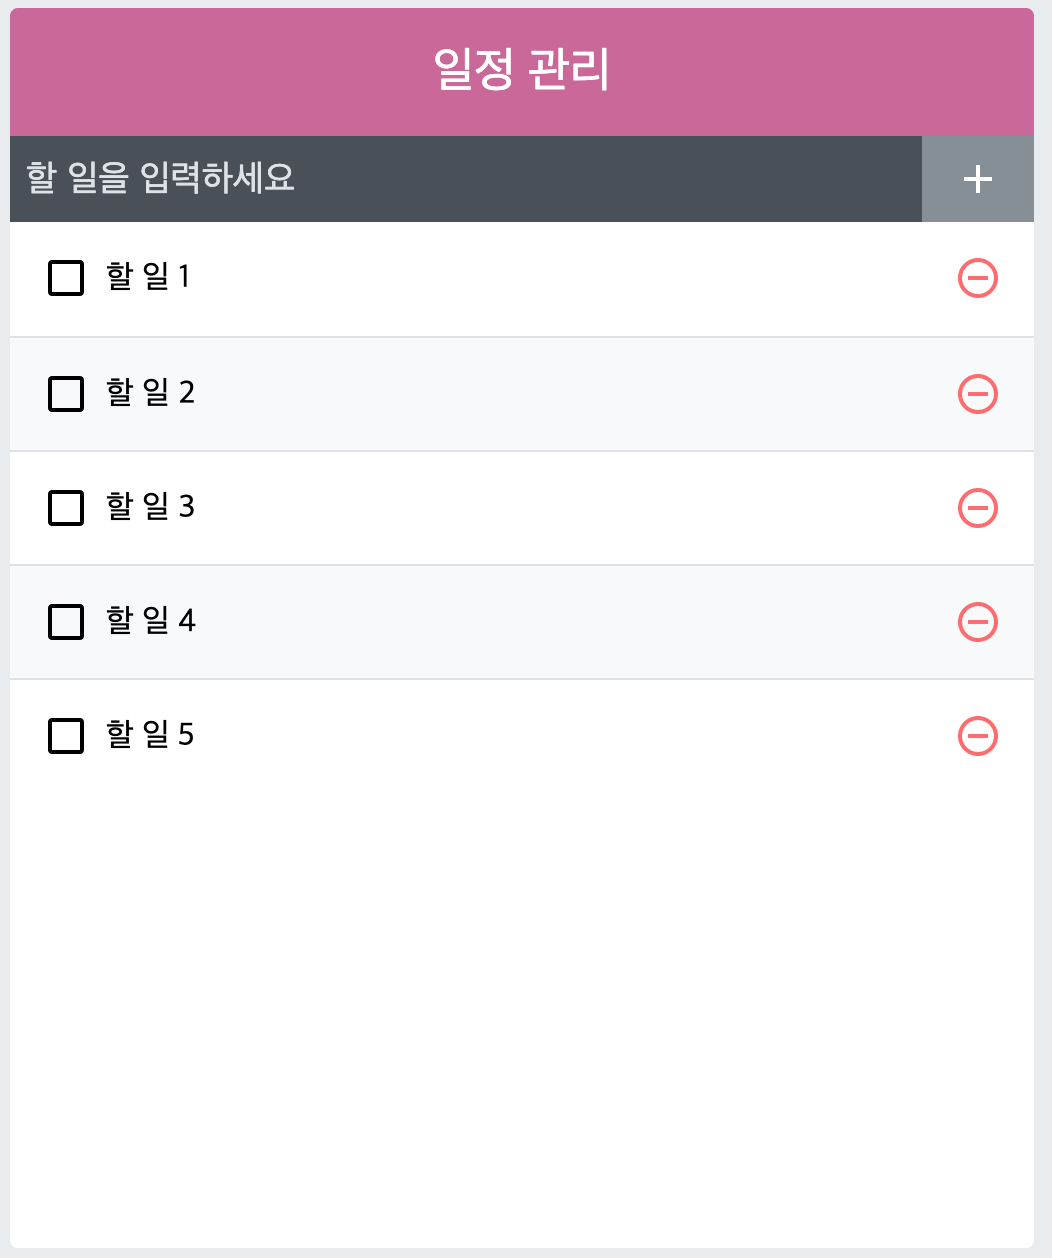 일정 관리
할 일을 입력하세요
할 일 1
할 일 2
할 일 3
할 일 4
할 일 5